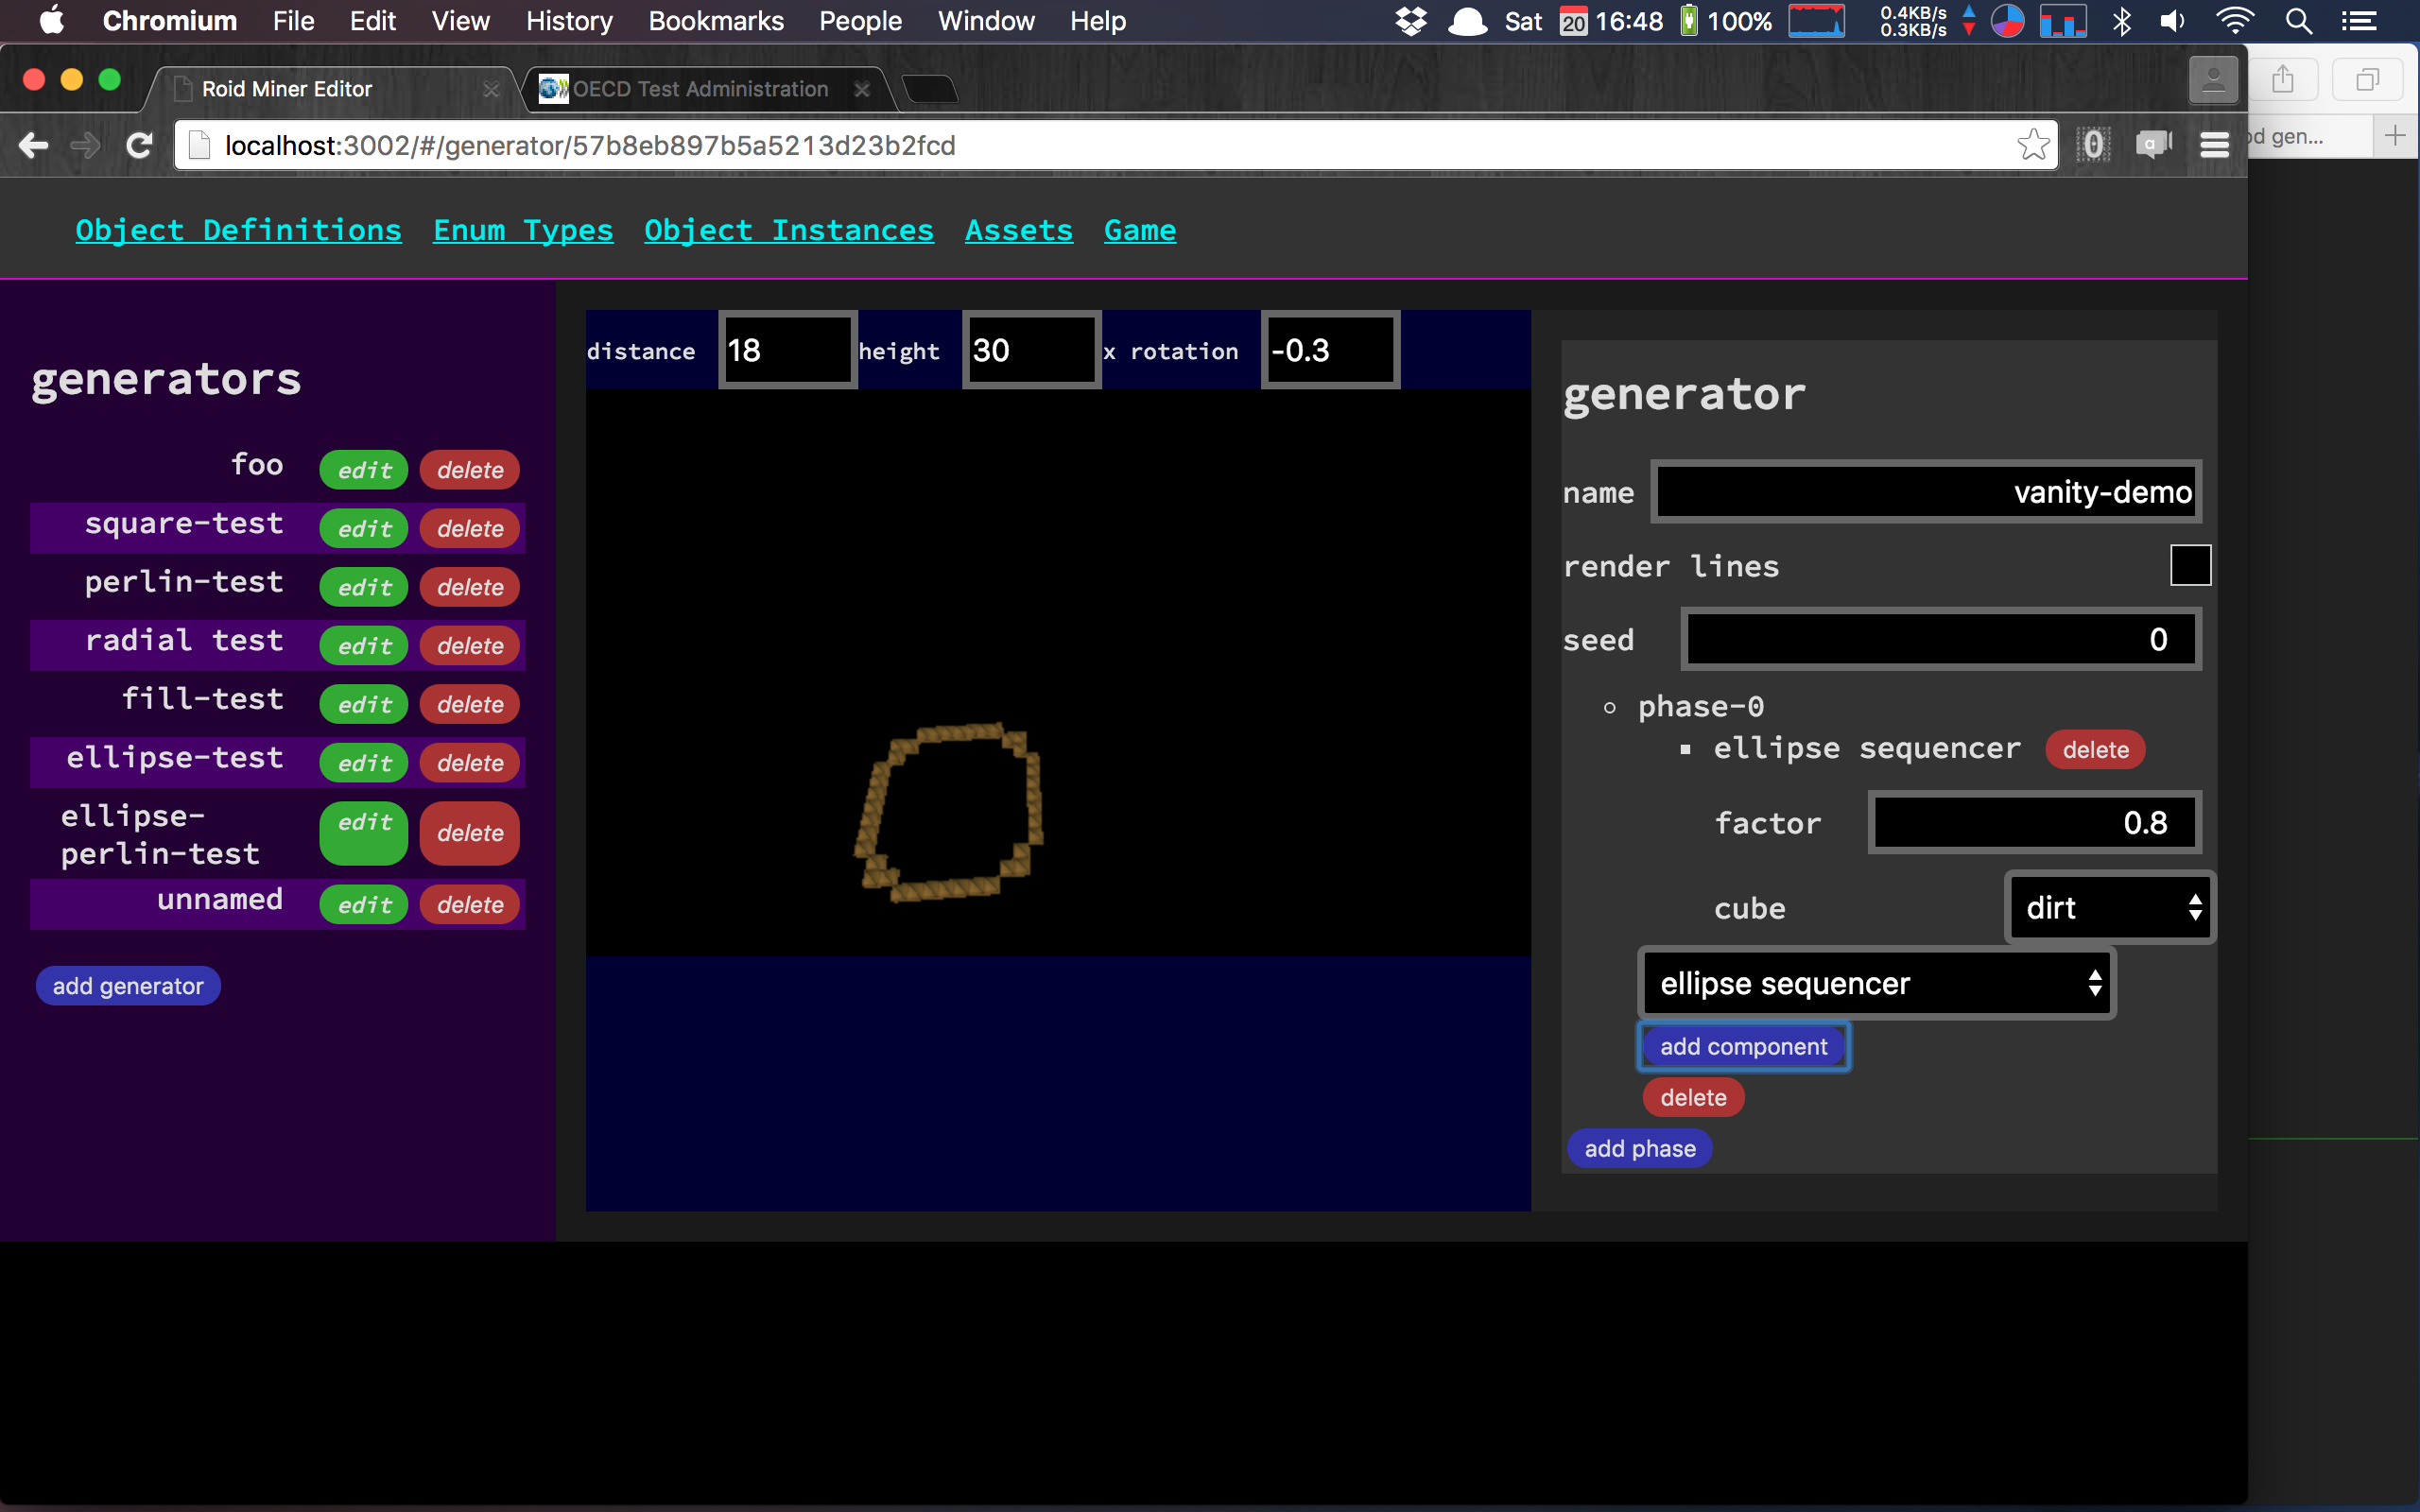 Chromium File Edit View History Bookmarks People Window Help Sat 20 16:48 100% 0.4KB/s
0.3KB/s
Roid Miner Editor OECD Test Administration
localhost:3002/#/generator/57b8eb897b5a5213d23b2fcd
gen...
Object Definitions Enum Types Object Instances Assets Game
generators
foo edit delete
square-test edit delete
perlin-test edit delete
radial test edit delete
fill-test edit delete
ellipse-test edit delete
ellipse-
perlin-test edit delete
unnamed edit delete
add generator
distance 18 height 30 x rotation -0.3
generator
name vanity-demo
render lines
seed 0
phase-0
ellipse sequencer delete
factor 0.8
cube dirt
ellipse sequencer
add component
delete
add phase